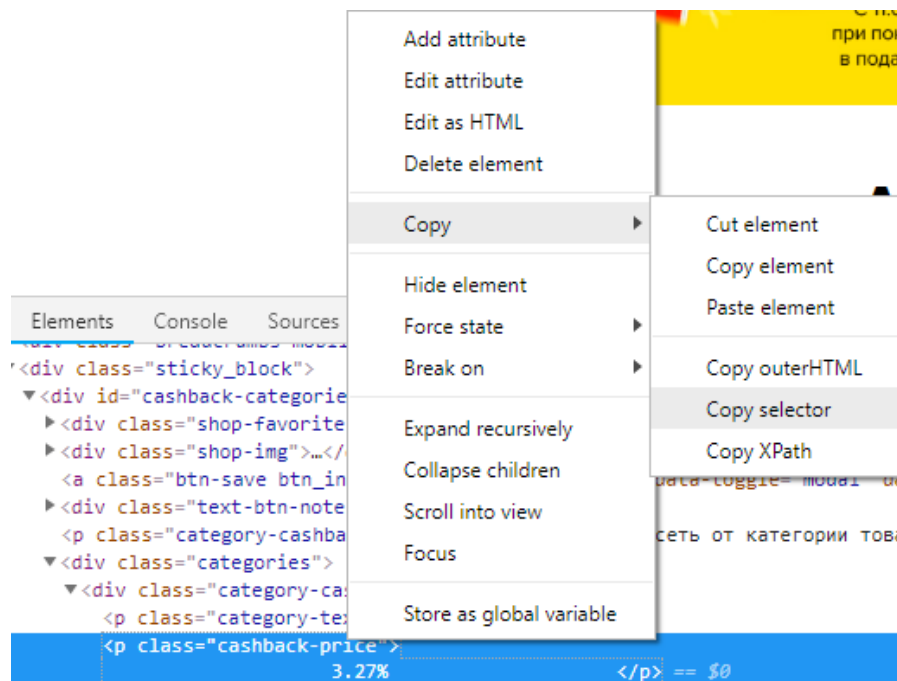 Add attribute
Edit attribute
Edit as HTML
Delete element
Copy
Hide element
Force state
Break on
Expand recursively
Collapse children
Scroll into view
Focus
Store as global variable
Cut element
Copy element
Paste element
Copy outerHTML
Copy selector
Copy XPath
при
в
Elements Console Sources
<div class="sticky_block">
<div id="cashback-categorie
<div class="shop-favorite
<div class="shop-img">…</
<a class="btn-save btn_in data-toggle="modal"
<div class="text-btn-note
<p class="category-cashba сеть от категории това
<div class="categories">
<div class="category-cas
<p class="category-tex
<p class="cashback-price">
3.27% </p> == $0